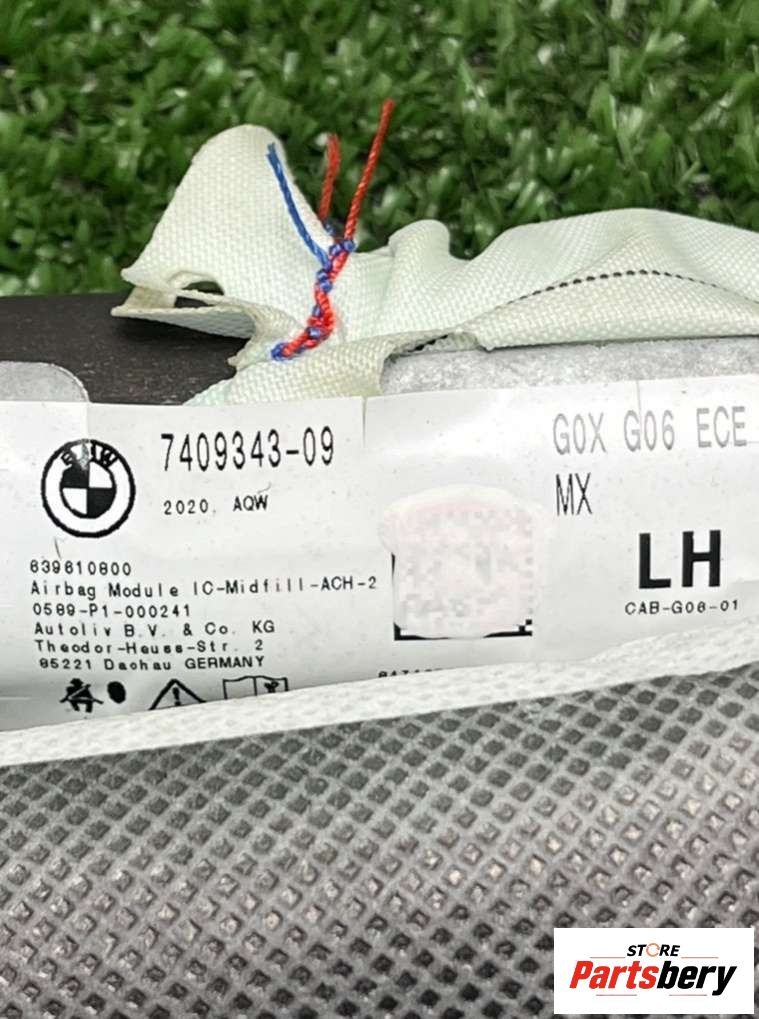 BMW
7409343-09
2020. AQW
G0X G06 ECE
MX
LH
CAB-G06-01
639610800
Airbag Module IC-Midfill-ACH-2
0589-P1-000241
Autoliv B.V. & Co. KG
Theodor-Heuss-Str. 2
85221 Dachau GERMANY
STORE
Partsbery